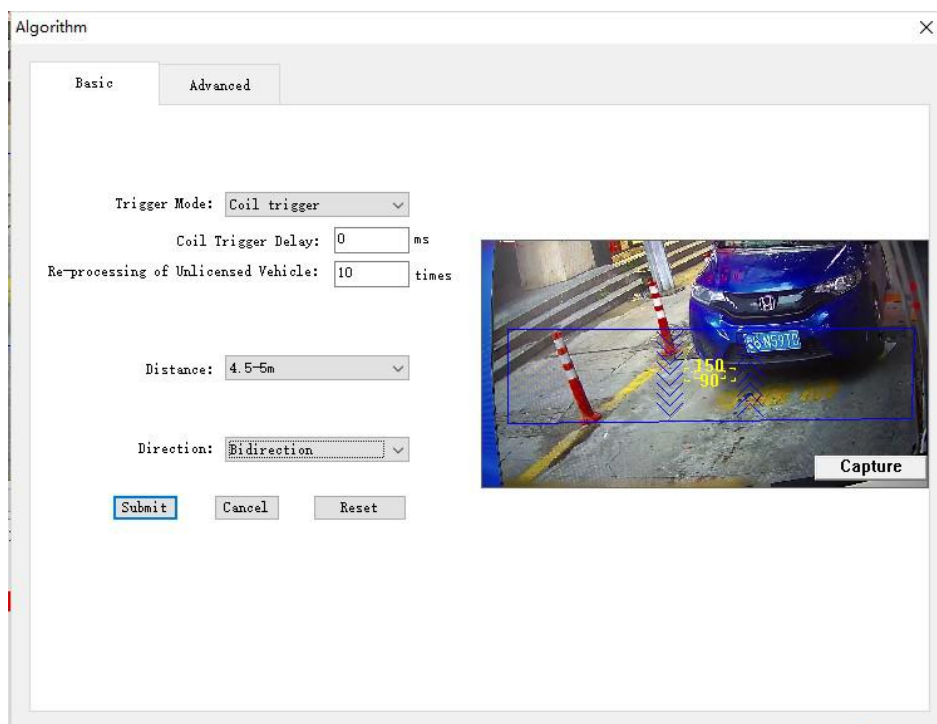 Algorithm
Basic
Advanced
Trigger Mode: Coil trigger
Coil Trigger Delay: 0 ms
Re-processing of Unlicensed Vehicle: 10 times
Distance: 4.5-5m
Direction: Bidirection
Submit Cancel Reset
150
90
Capture